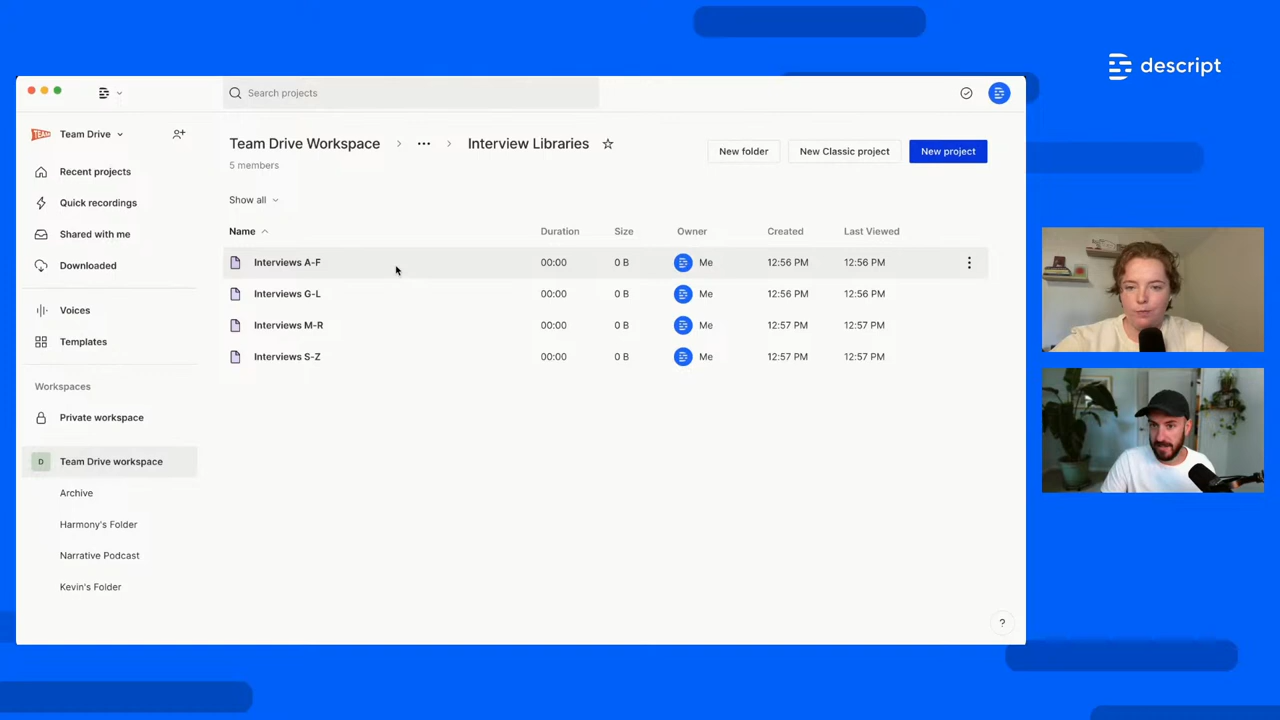 descript
Search projects
TEAM Team Drive
Team Drive Workspace > ... > Interview Libraries
5 members
New folder
New Classic project
New project
Recent projects
Quick recordings
Shared with me
Downloaded
Voices
Templates
Workspaces
Private workspace
D Team Drive workspace
Archive
Harmony's Folder
Narrative Podcast
Kevin's Folder
Show all
Name Duration Size Owner Created Last Viewed
Interviews A-F 00:00 0 B Me 12:56 PM 12:56 PM
Interviews G-L 00:00 0 B Me 12:56 PM 12:56 PM
Interviews M-R 00:00 0 B Me 12:57 PM 12:57 PM
Interviews S-Z 00:00 0 B Me 12:57 PM 12:57 PM
?